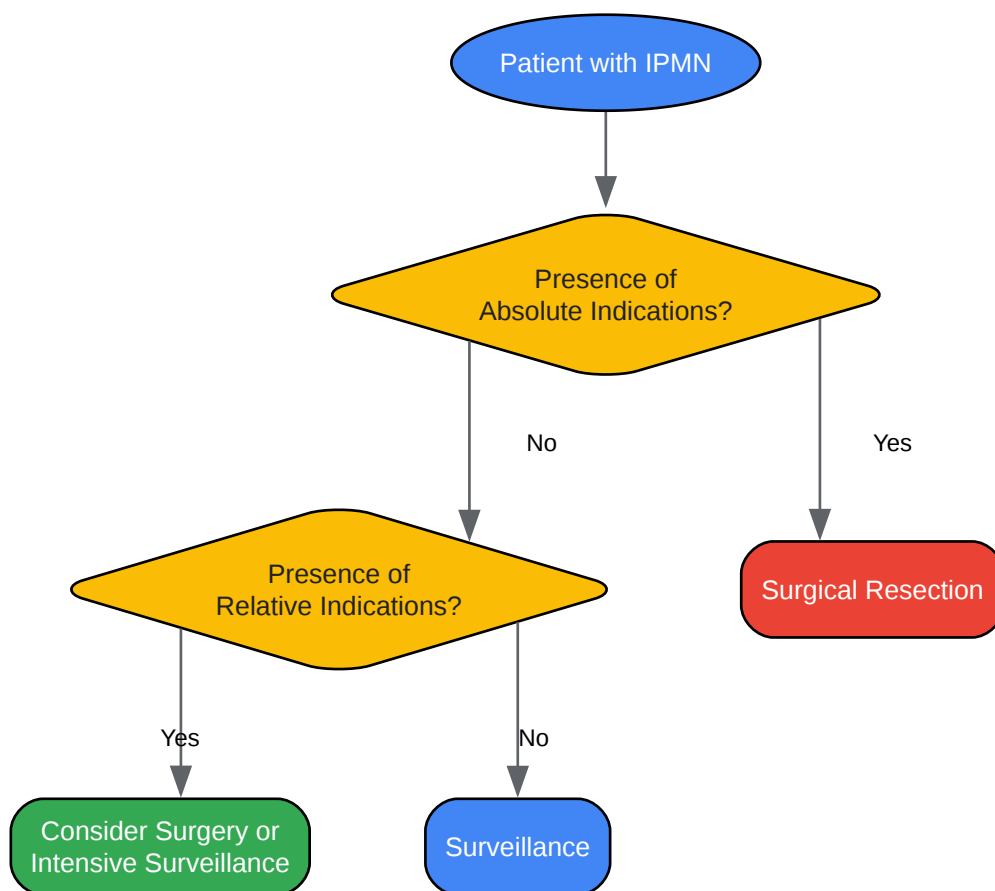 Patient with IPMN
Presence of
Absolute Indications?
No
Yes
Presence of
Relative Indications?
Surgical Resection
Yes
No
Consider Surgery or
Intensive Surveillance
Surveillance